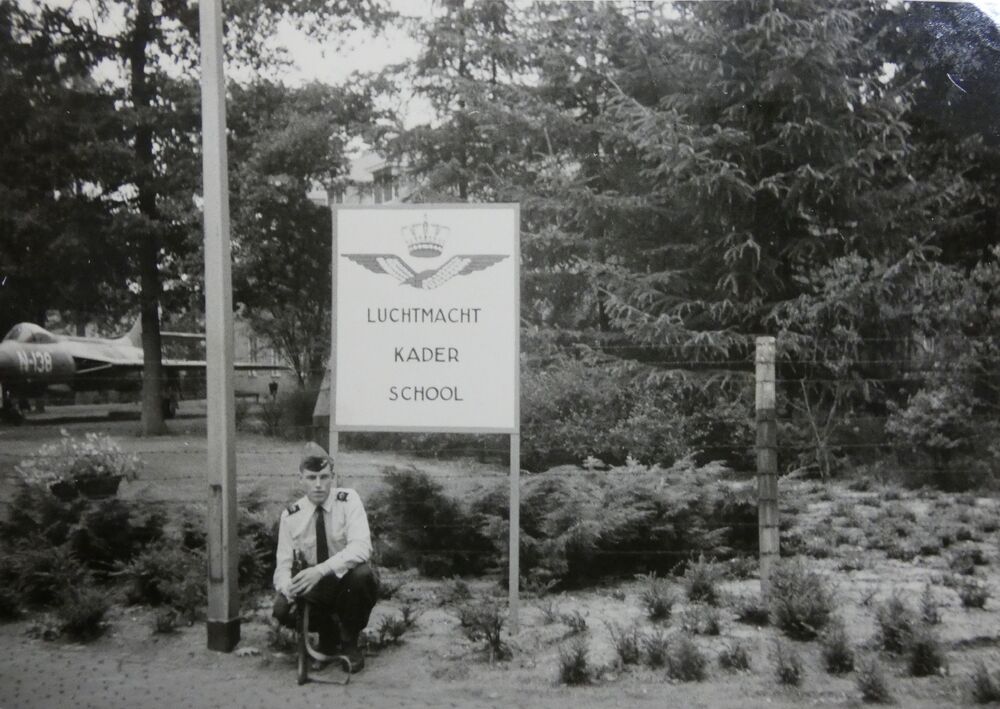 N-138
LUCHTMACHT
KADER
SCHOOL